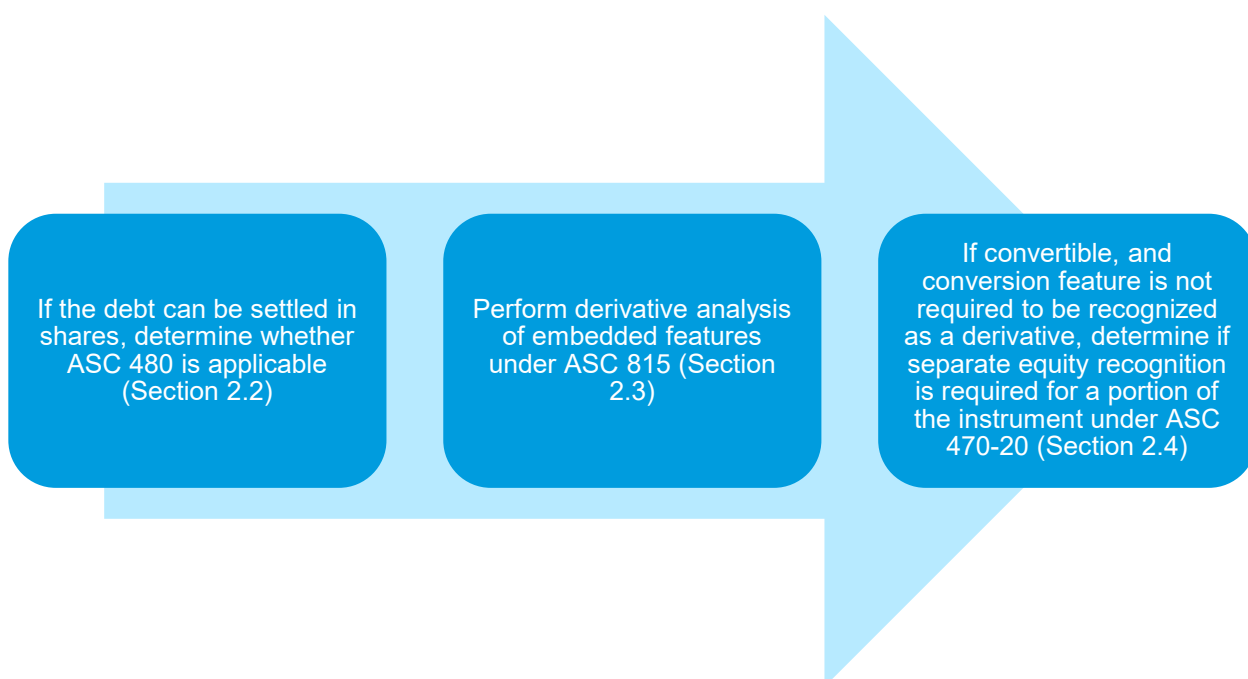 If the debt can be settled in
shares, determine whether
ASC 480 is applicable
(Section 2.2)
Perform derivative analysis
of embedded features
under ASC 815 (Section
2.3)
If convertible, and
conversion feature is not
required to be recognized
as a derivative, determine if
separate equity recognition
is required for a portion of
the instrument under ASC
470-20 (Section 2.4)